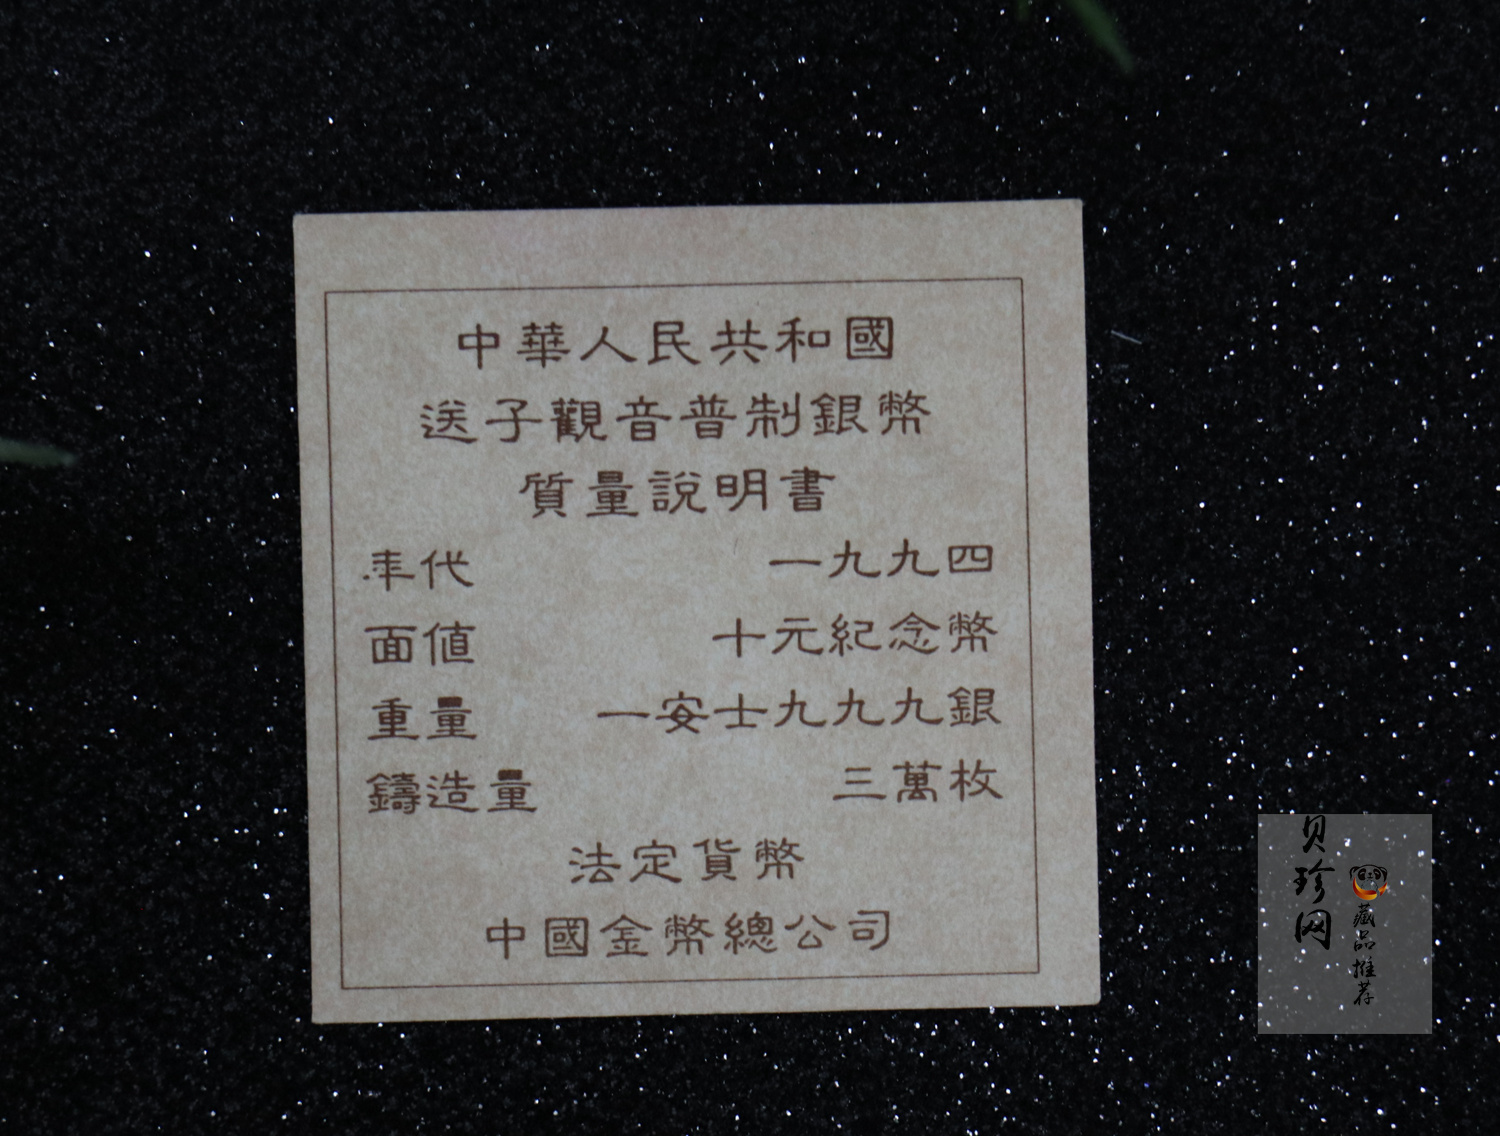 中華人民共和國
送子觀音普制銀幣
質量說明書
年代 一九九四
面値 十元紀念幣
重量 一安士九九九銀
鑄造量 三萬枚
法定貨幣
中國金幣總公司
贝珍网
藏品推荐